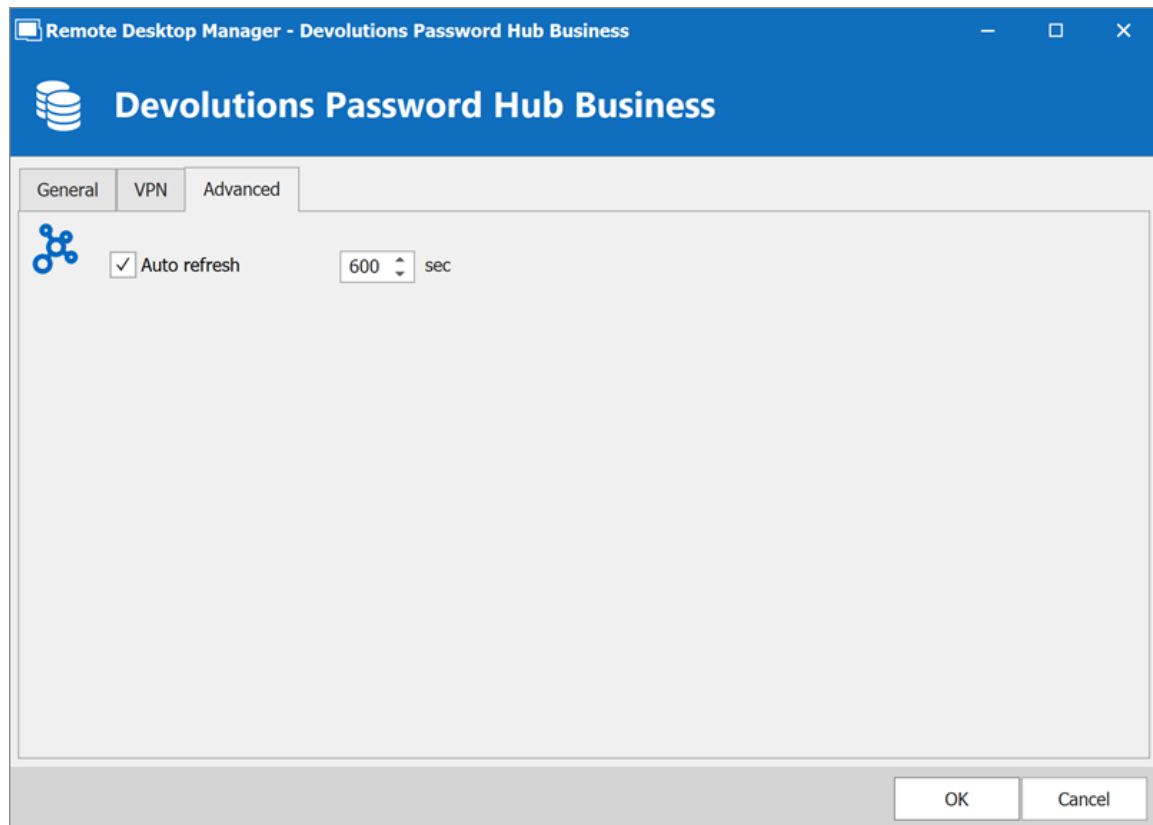 Remote Desktop Manager - Devolutions Password Hub Business
Devolutions Password Hub Business
General VPN Advanced
Auto refresh 600 sec
OK Cancel